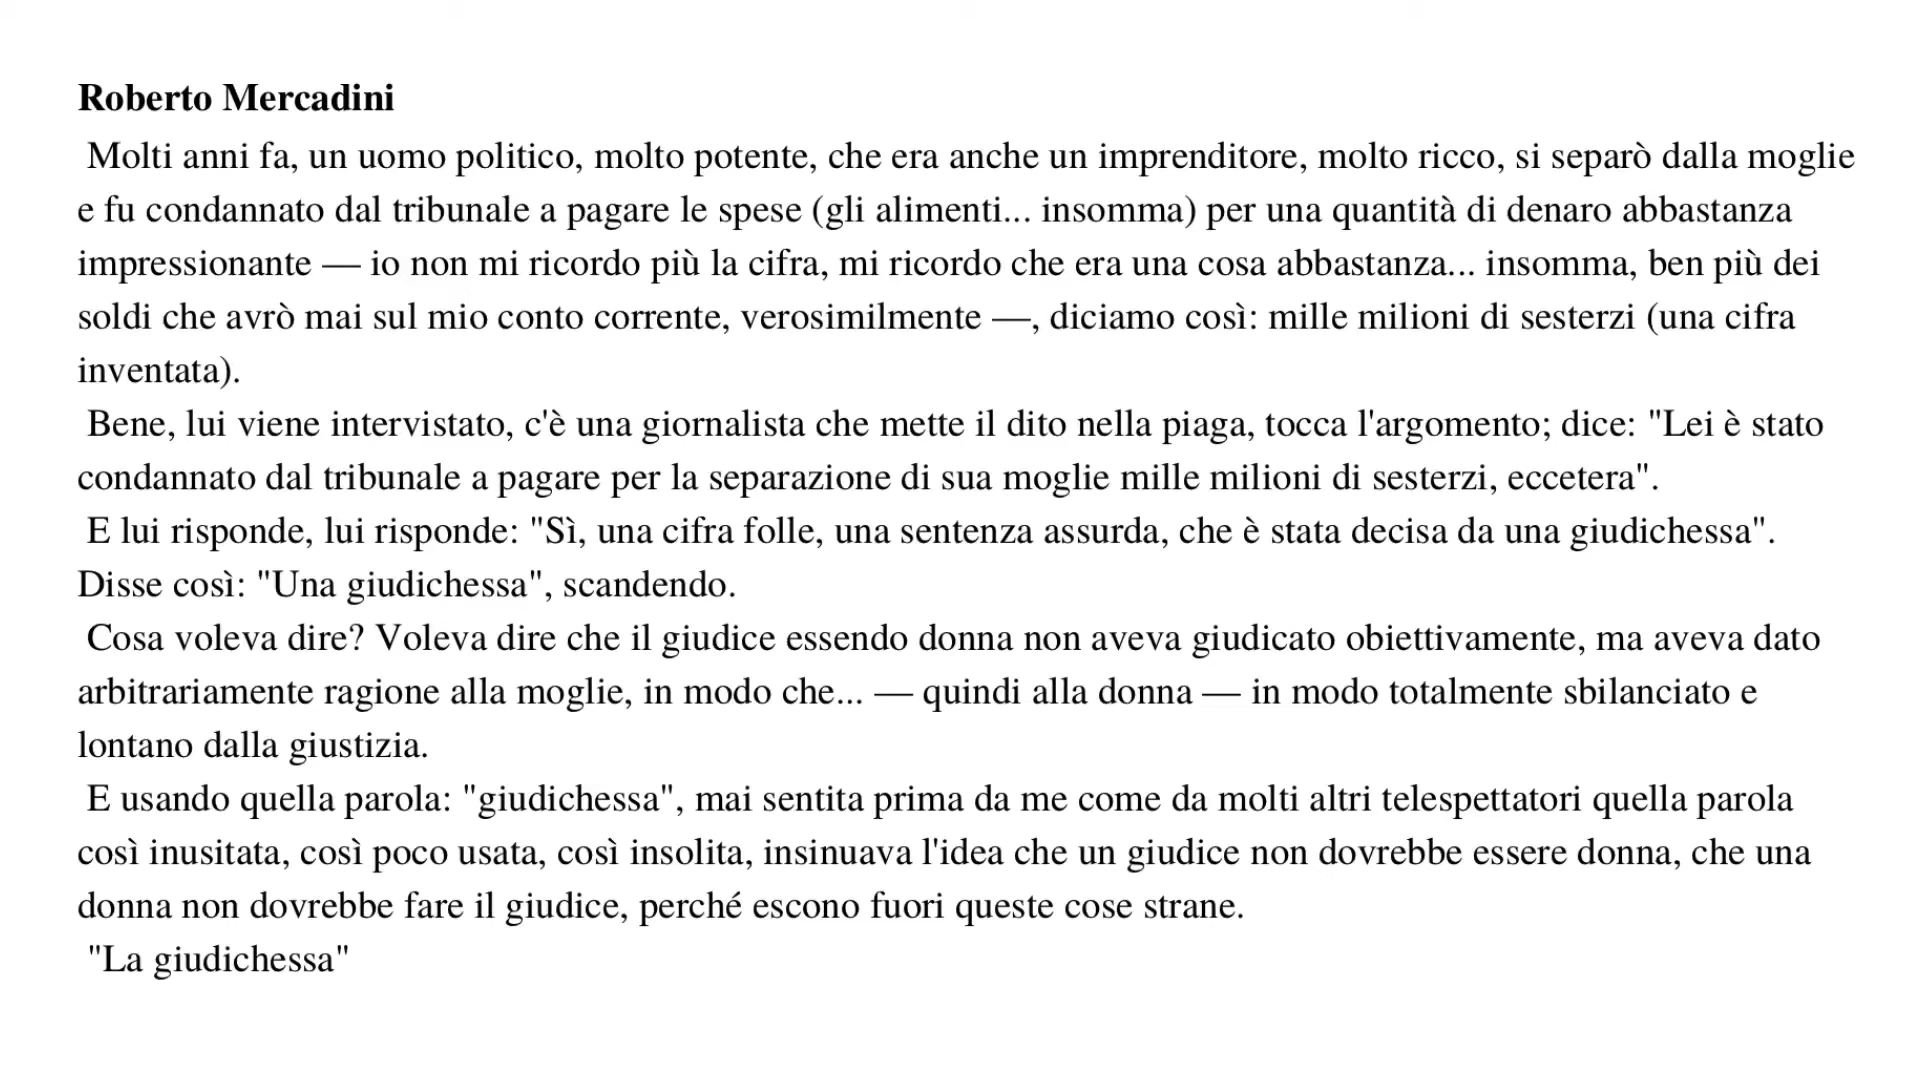 Roberto Mercadini
Molti anni fa, un uomo politico, molto potente, che era anche un imprenditore, molto ricco, si separò dalla moglie
e fu condannato dal tribunale a pagare le spese (gli alimenti... insomma) per una quantità di denaro abbastanza
impressionante — io non mi ricordo più la cifra, mi ricordo che era una cosa abbastanza... insomma, ben più dei
soldi che avrò mai sul mio conto corrente, verosimilmente —, diciamo così: mille milioni di sesterzi (una cifra
inventata).
Bene, lui viene intervistato, c'è una giornalista che mette il dito nella piaga, tocca l'argomento; dice: "Lei è stato
condannato dal tribunale a pagare per la separazione di sua moglie mille milioni di sesterzi, eccetera".
E lui risponde, lui risponde: "Sì, una cifra folle, una sentenza assurda, che è stata decisa da una giudichessa".
Disse così: "Una giudichessa", scandendo.
Cosa voleva dire? Voleva dire che il giudice essendo donna non aveva giudicato obiettivamente, ma aveva dato
arbitrariamente ragione alla moglie, in modo che... — quindi alla donna — in modo totalmente sbilanciato e
lontano dalla giustizia.
E usando quella parola: "giudichessa", mai sentita prima da me come da molti altri telespettatori quella parola
così inusitata, così poco usata, così insolita, insinuava l'idea che un giudice non dovrebbe essere donna, che una
donna non dovrebbe fare il giudice, perché escono fuori queste cose strane.
"La giudichessa"